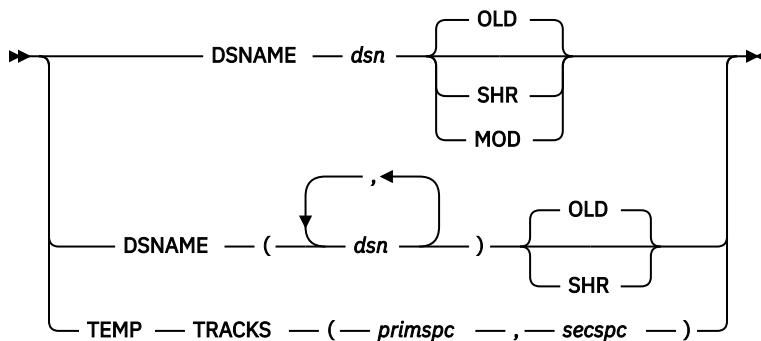 OLD
DSNAME dsn
SHR
MOD
,
OLD
DSNAME ( dsn )
SHR
TEMP TRACKS ( primspc , secspc )